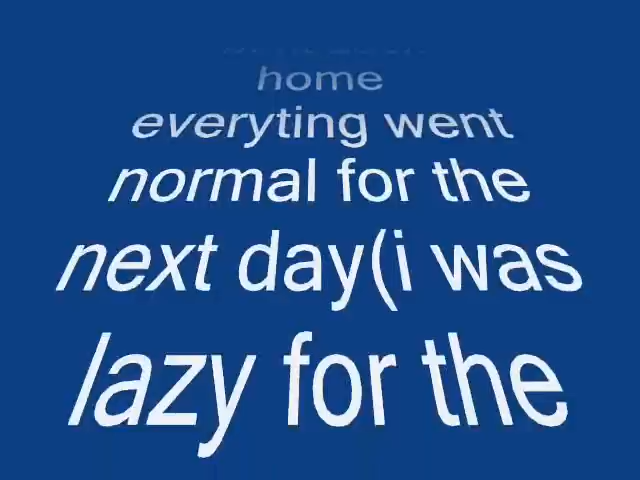 home
everyting went
normal for the
next day(i was
lazy for the